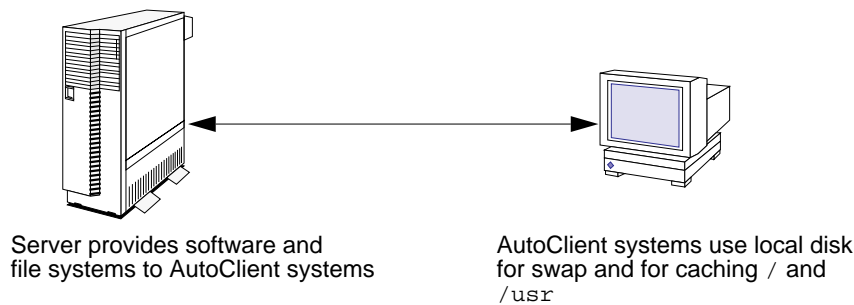 Server provides software and
file systems to AutoClient systems
AutoClient systems use local disk
for swap and for caching / and
/usr